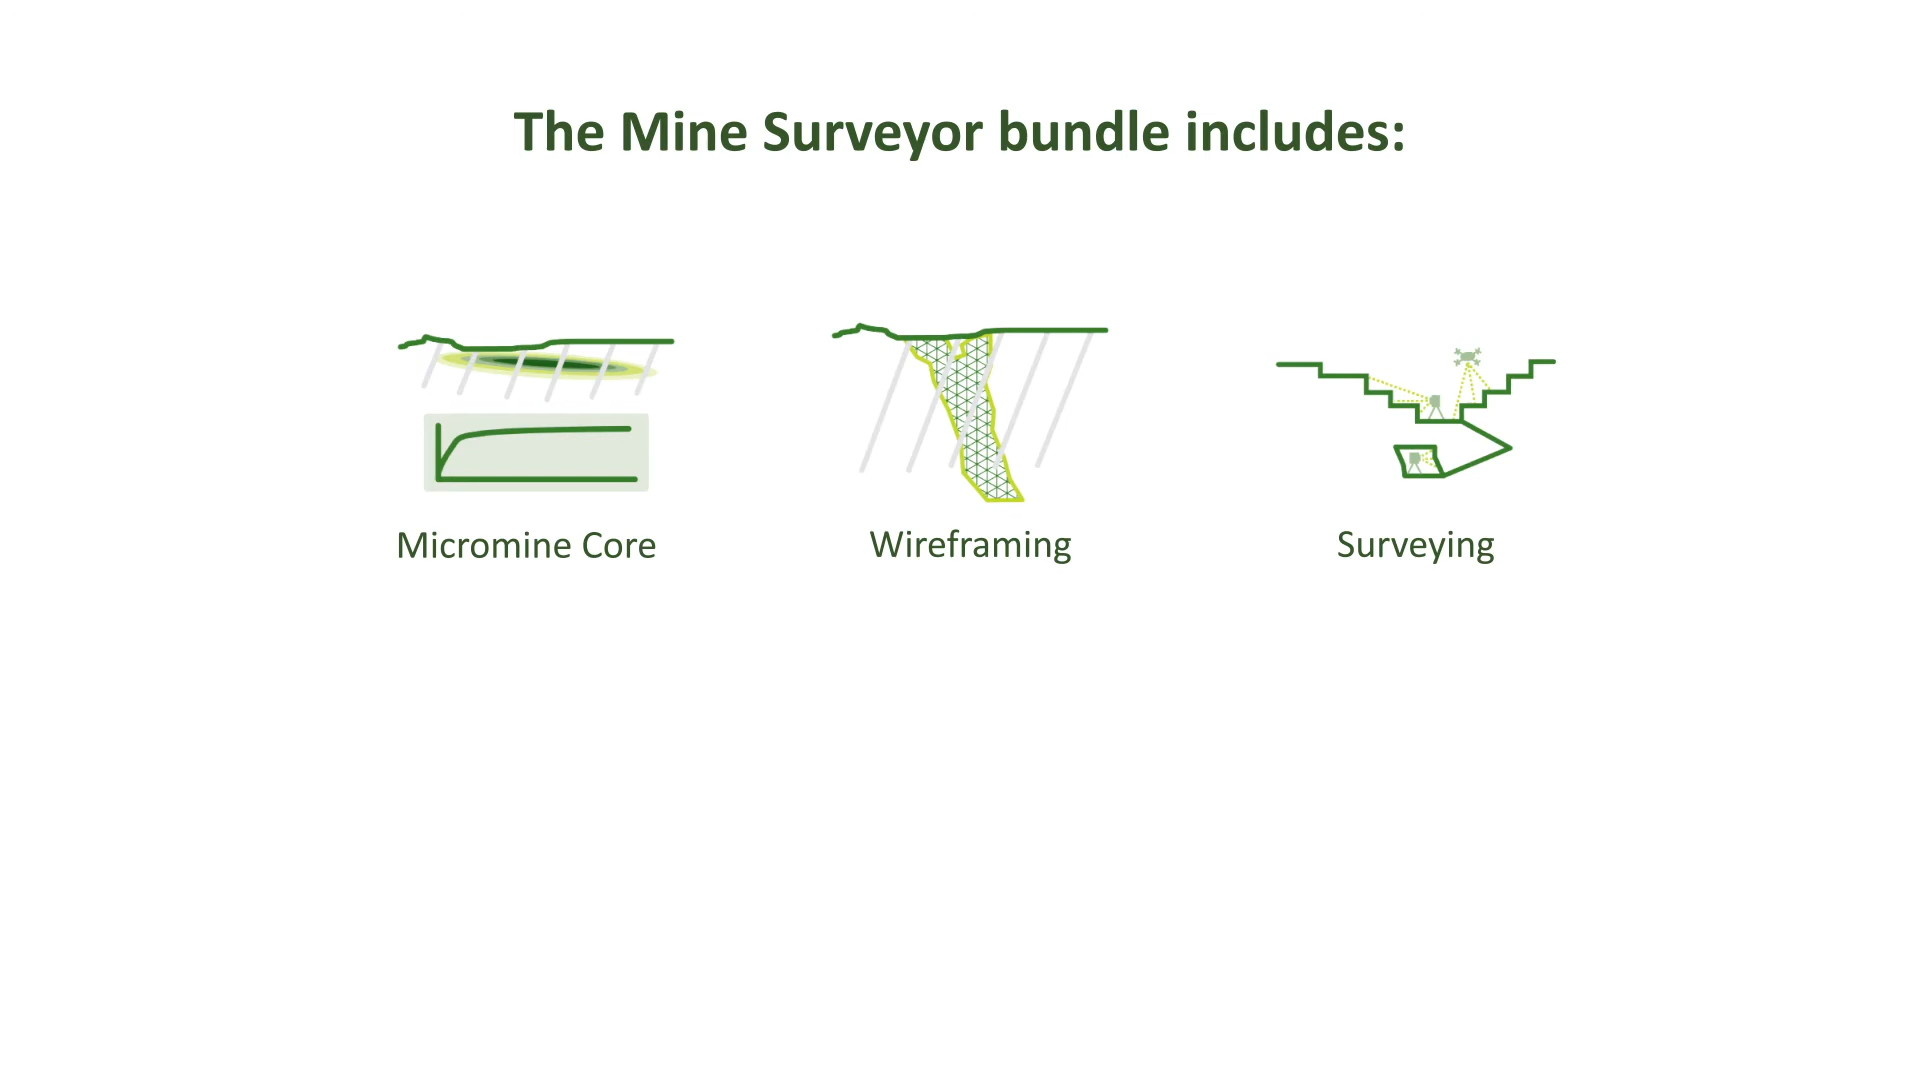 The Mine Surveyor bundle includes:
Micromine Core
Wireframing
Surveying